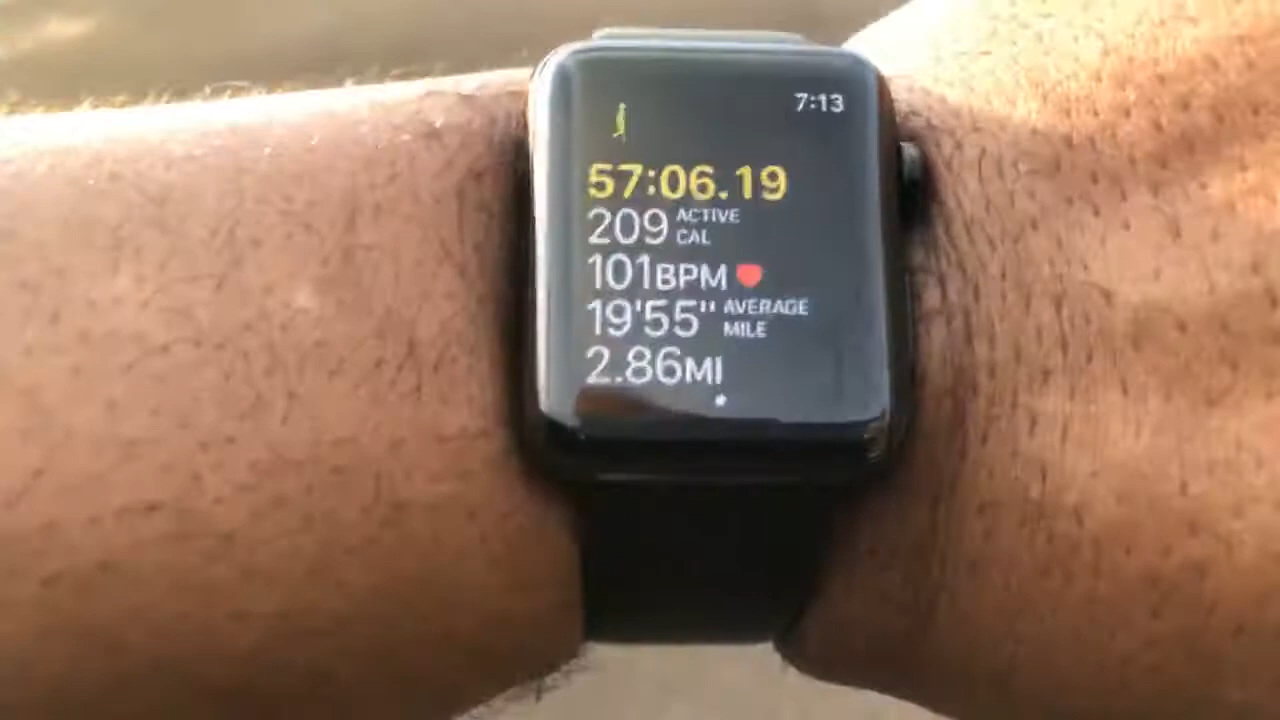 7:13
57:06.19
209 ACTIVE CAL
101BPM
19'55" AVERAGE MILE
2.86MI